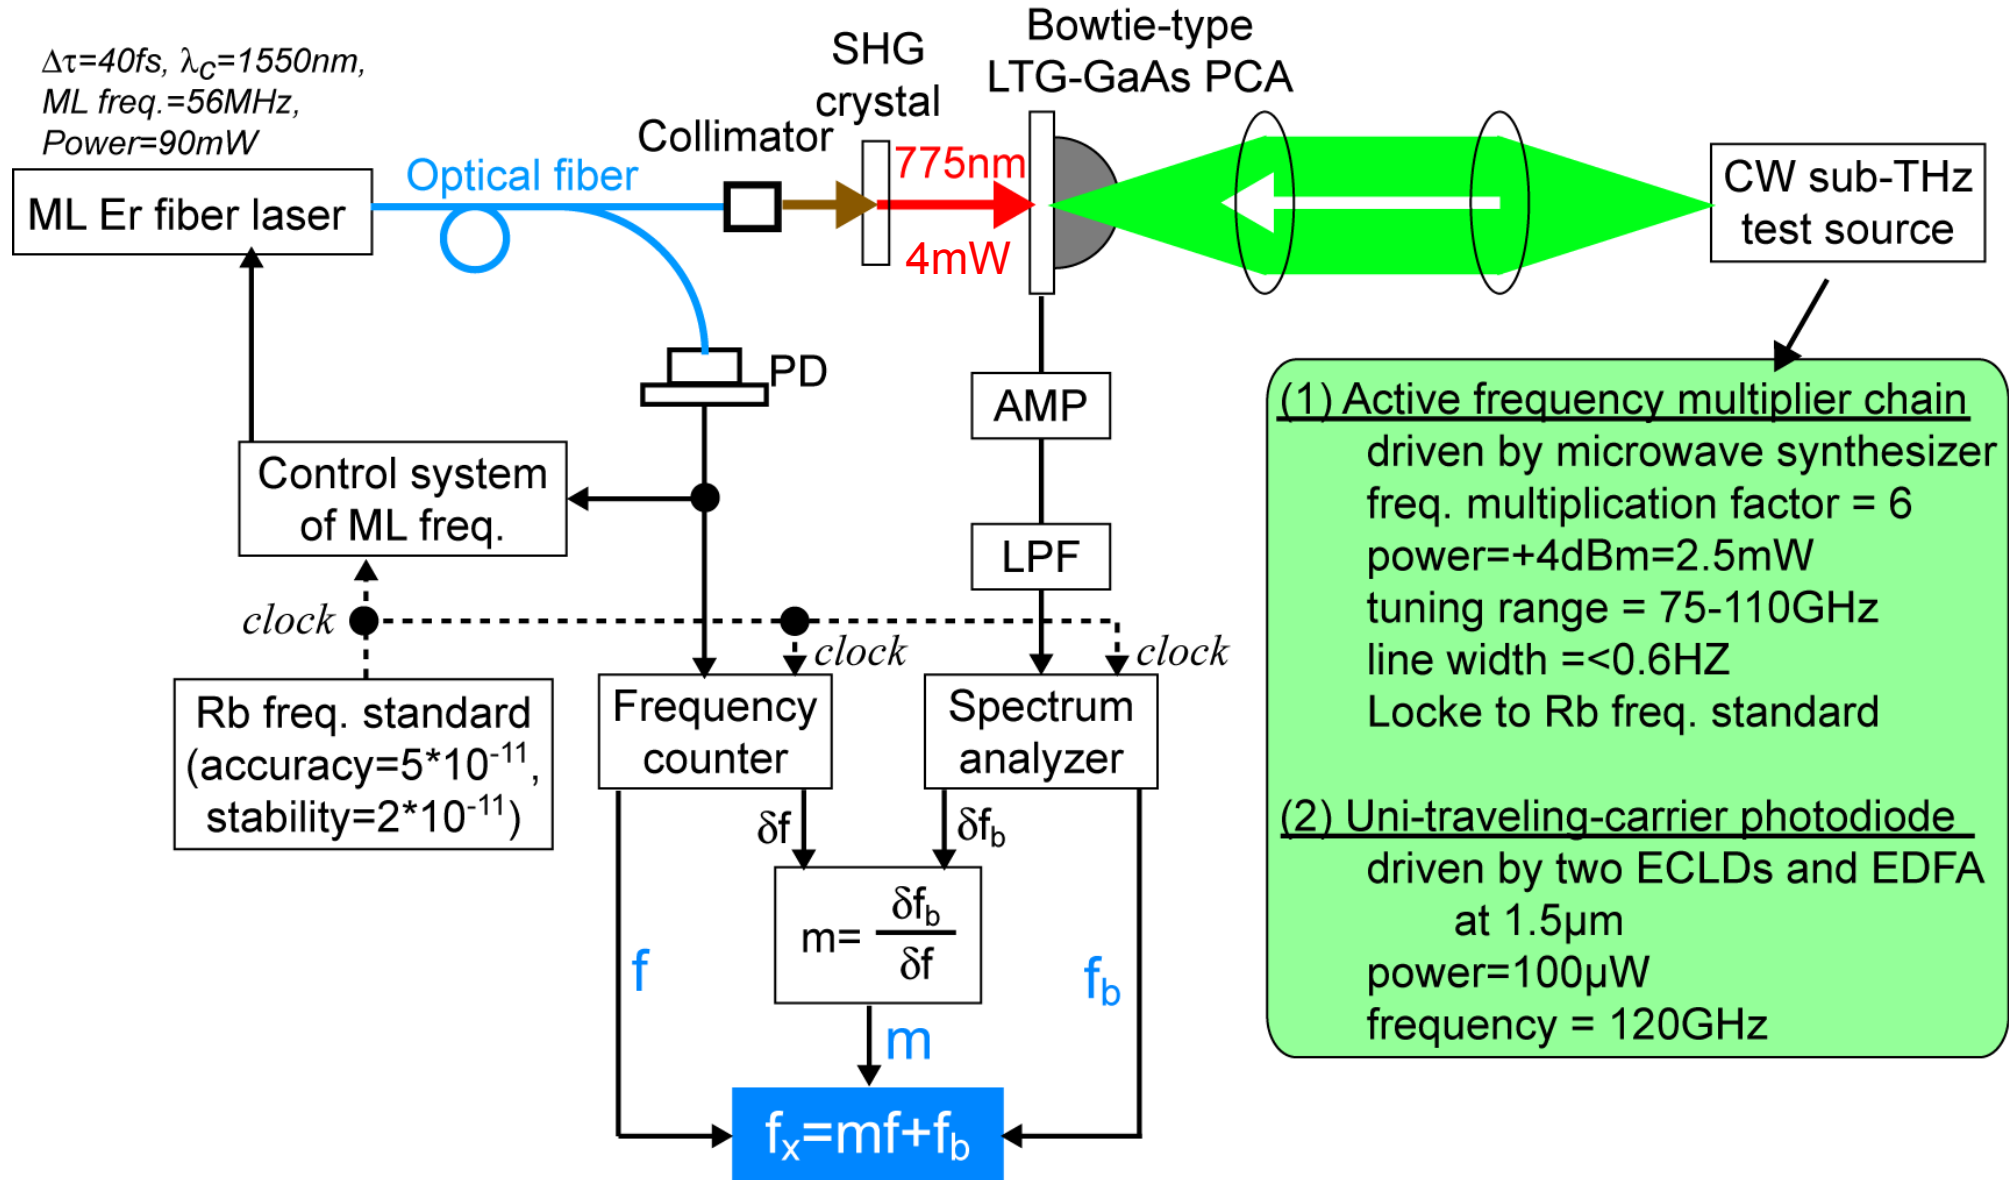 Δτ=40fs, λc=1550nm,
ML freq.=56MHz,
Power=90mW
ML Er fiber laser
Optical fiber
Collimator
SHG
crystal
775nm
4mW
Bowtie-type
LTG-GaAs PCA
CW sub-THz
test source
PD
AMP
LPF
Control system
of ML freq.
clock
clock
clock
Rb freq. standard
(accuracy=5*10⁻¹¹,
stability=2*10⁻¹¹)
Frequency
counter
Spectrum
analyzer
δf
δfb
m= δfb
δf
f
fb
m
fx=mf+fb
(1) Active frequency multiplier chain
driven by microwave synthesizer
freq. multiplication factor = 6
power=+4dBm=2.5mW
tuning range = 75-110GHz
line width =<0.6HZ
Locke to Rb freq. standard
(2) Uni-traveling-carrier photodiode
driven by two ECLDs and EDFA
at 1.5μm
power=100μW
frequency = 120GHz